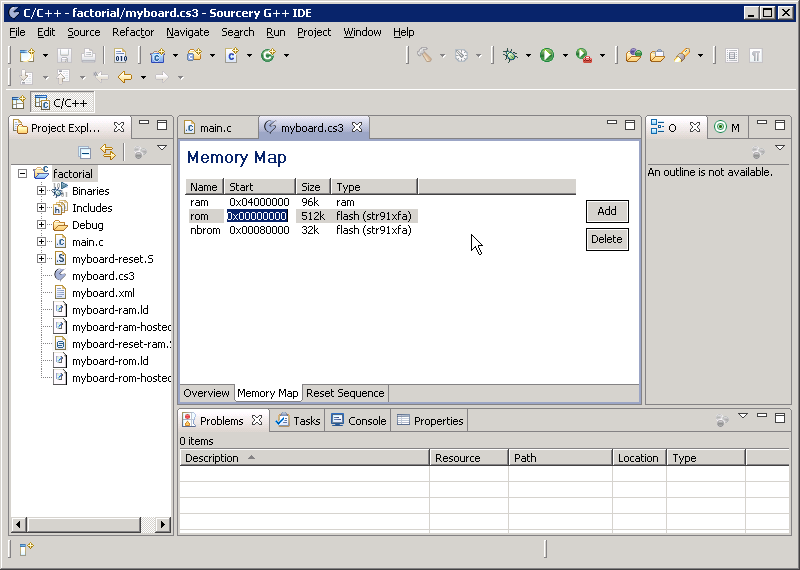 C/C++ - factorial/myboard.cs3 - Sourcery G++ IDE
File Edit Source Refactor Navigate Search Run Project Window Help
010
C/C++
Project Expl...
main.c
myboard.cs3
O
M
factorial
Binaries
Includes
Debug
main.c
myboard-reset.S
myboard.cs3
myboard.xml
myboard-ram.ld
myboard-ram-hosted
myboard-reset-ram.S
myboard-rom.ld
myboard-rom-hosted
Memory Map
Name Start Size Type
ram 0x04000000 96k ram
rom 0x00000000 512k flash (str91xfa)
nbrom 0x00080000 32k flash (str91xfa)
Add
Delete
Overview Memory Map Reset Sequence
An outline is not available.
Problems Tasks Console Properties
0 items
Description Resource Path Location Type